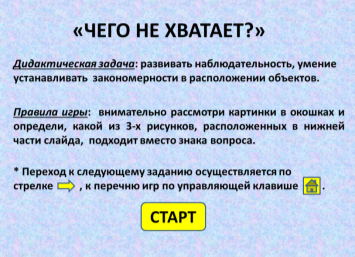 «ЧЕГО НЕ ХВАТАЕТ?»
Дидактическая задача: развивать наблюдательность, умение
устанавливать закономерности в расположении объектов.
Правила игры: внимательно рассмотри картинки в окошках и
определи, какой из 3-х рисунков, расположенных в нижней
части слайда, подходит вместо знака вопроса.
* Переход к следующему заданию осуществляется по
стрелке , к перечню игр по управляющей клавише .
СТАРТ